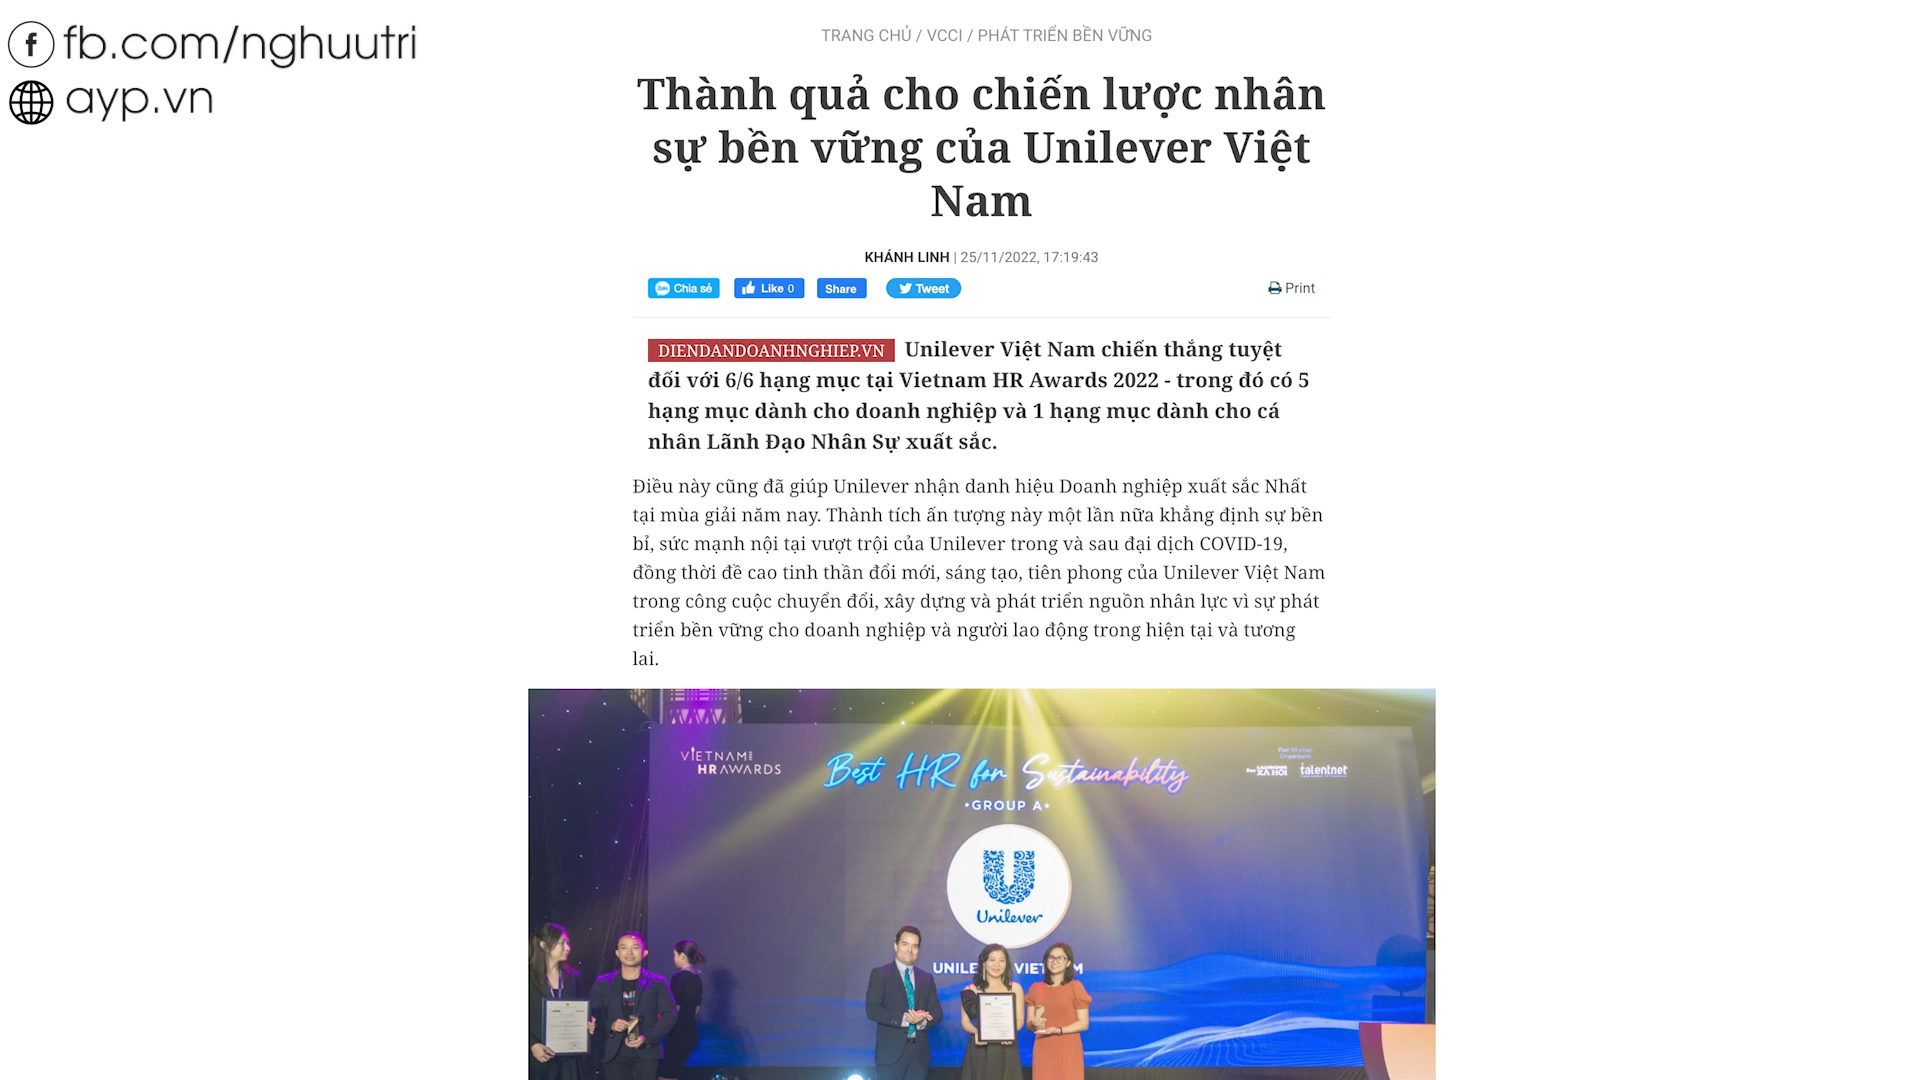 fb.com/nghuutri
ayp.vn
TRANG CHỦ / VCCI / PHÁT TRIỂN BỀN VỮNG
Thành quả cho chiến lược nhân
sự bền vững của Unilever Việt
Nam
KHÁNH LINH | 25/11/2022, 17:19:43
Chia sẻ
Like 0
Share
Tweet
Print
DIENDANDOANHNGHIEP.VN Unilever Việt Nam chiến thắng tuyệt
đối với 6/6 hạng mục tại Vietnam HR Awards 2022 - trong đó có 5
hạng mục dành cho doanh nghiệp và 1 hạng mục dành cho cá
nhân Lãnh Đạo Nhân Sự xuất sắc.
Điều này cũng đã giúp Unilever nhận danh hiệu Doanh nghiệp xuất sắc Nhất
tại mùa giải năm nay. Thành tích ấn tượng này một lần nữa khẳng định sự bền
bỉ, sức mạnh nội tại vượt trội của Unilever trong và sau đại dịch COVID-19,
đồng thời đề cao tinh thần đổi mới, sáng tạo, tiên phong của Unilever Việt Nam
trong công cuộc chuyển đổi, xây dựng và phát triển nguồn nhân lực vì sự phát
triển bền vững cho doanh nghiệp và người lao động trong hiện tại và tương
lai.
VIETNAM
HR AWARDS
Best HR for Sustainability
•GROUP A•
Ban tổ chức
Organisers
XÃ HỘI
talentnet
Unilever